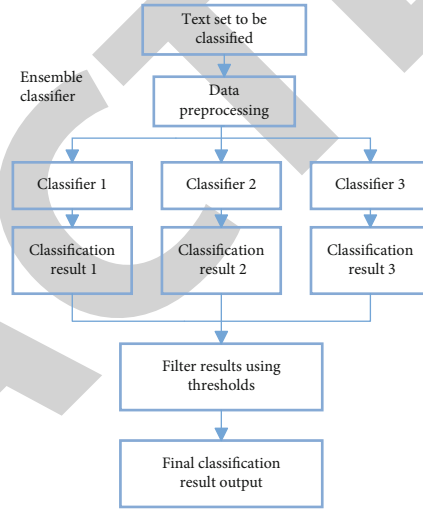 Text set to be
classified
Ensemble
classifier
Data
preprocessing
Classifier 1
Classifier 2
Classifier 3
Classification
result 1
Classification
result 2
Classification
result 3
Filter results using
thresholds
Final classification
result output